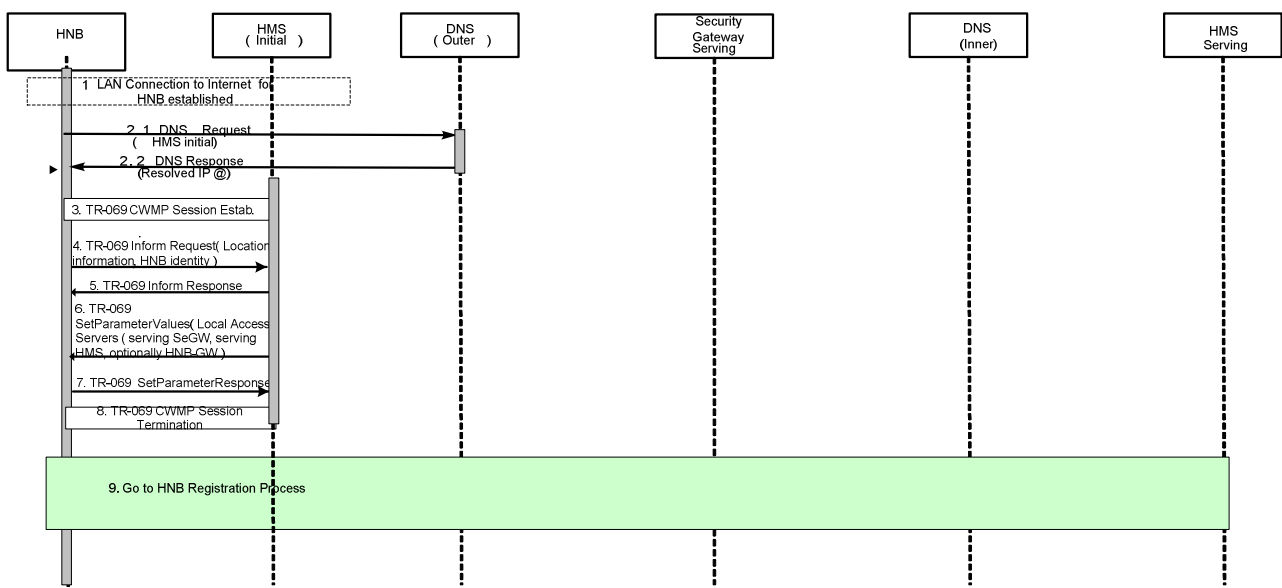 HNB
HMS
( Initial )
DNS
( Outer )
Security
Gateway
Serving
DNS
(Inner)
HMS
Serving
1 LAN Connection to Internet for
HNB established
2. 1 DNS Request
( HMS initial)
2. 2 DNS Response
(Resolved IP @)
3. TR-069 CWMP Session Estab.
4. TR-069 Inform Request( Location
information, HNB identity )
5. TR-069 Inform Response
6. TR-069
SetParameterValues( Local Access
Servers ( serving SeGW, serving
HMS, optionally HNB-GW )
7. TR-069 SetParameterResponse
8. TR-069 CWMP Session
Termination
9. Go to HNB Registration Process